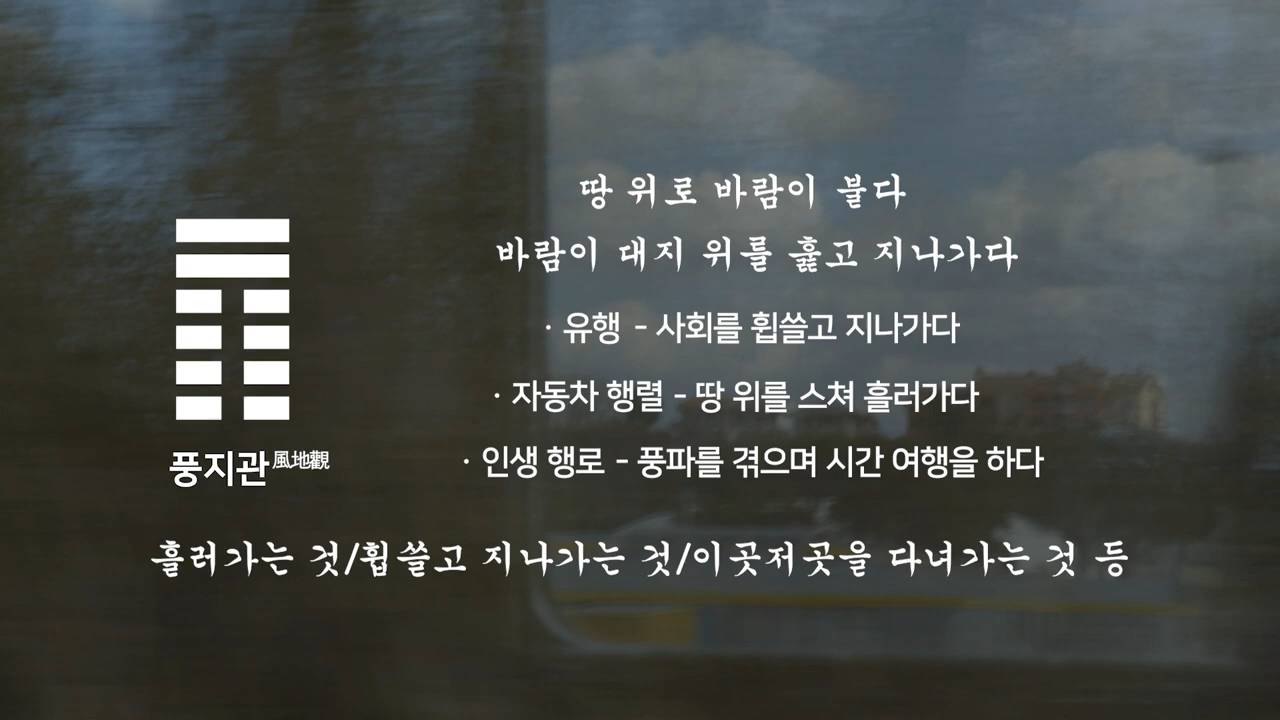 땅 위로 바람이 불다
바람이 대지 위를 훑고 지나가다
· 유행 - 사회를 휩쓸고 지나가다
· 자동차 행렬 - 땅 위를 스쳐 흘러가다
· 인생 행로 - 풍파를 겪으며 시간 여행을 하다
풍지관 風地觀
흘러가는 것/휩쓸고 지나가는 것/이곳저곳을 다녀가는 것 등